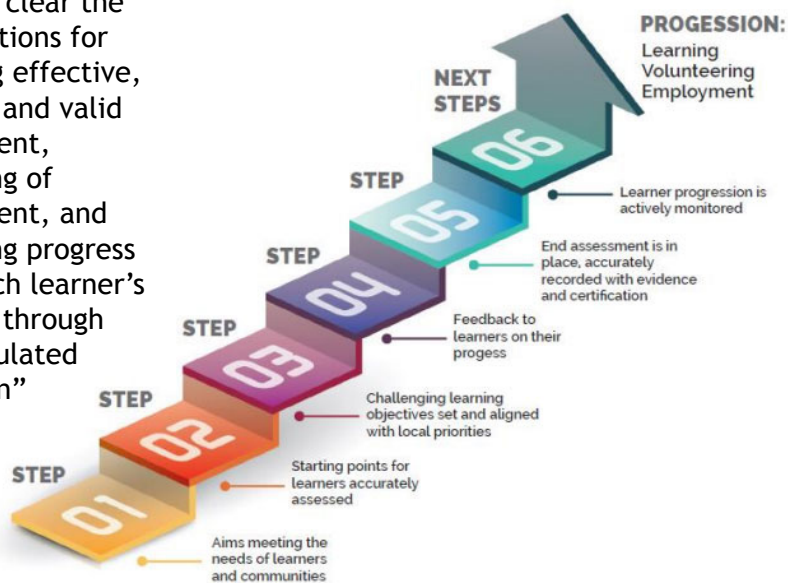 clear the
tions for
effective,
and valid
ent,
g of
ent, and
ng progress
ch learner's
through
ulated
n”
PROGESSION:
Learning
Volunteering
Employment
NEXT
STEPS
06
Learner progression is
actively monitored
STEP
05
End assessment is in
place, accurately
recorded with evidence
and certification
STEP
04
Feedback to
learners on their
progess
STEP
03
Challenging learning
objectives set and aligned
with local priorities
STEP
02
Starting points for
learners accurately
assessed
STEP
01
Aims meeting the
needs of learners
and communities